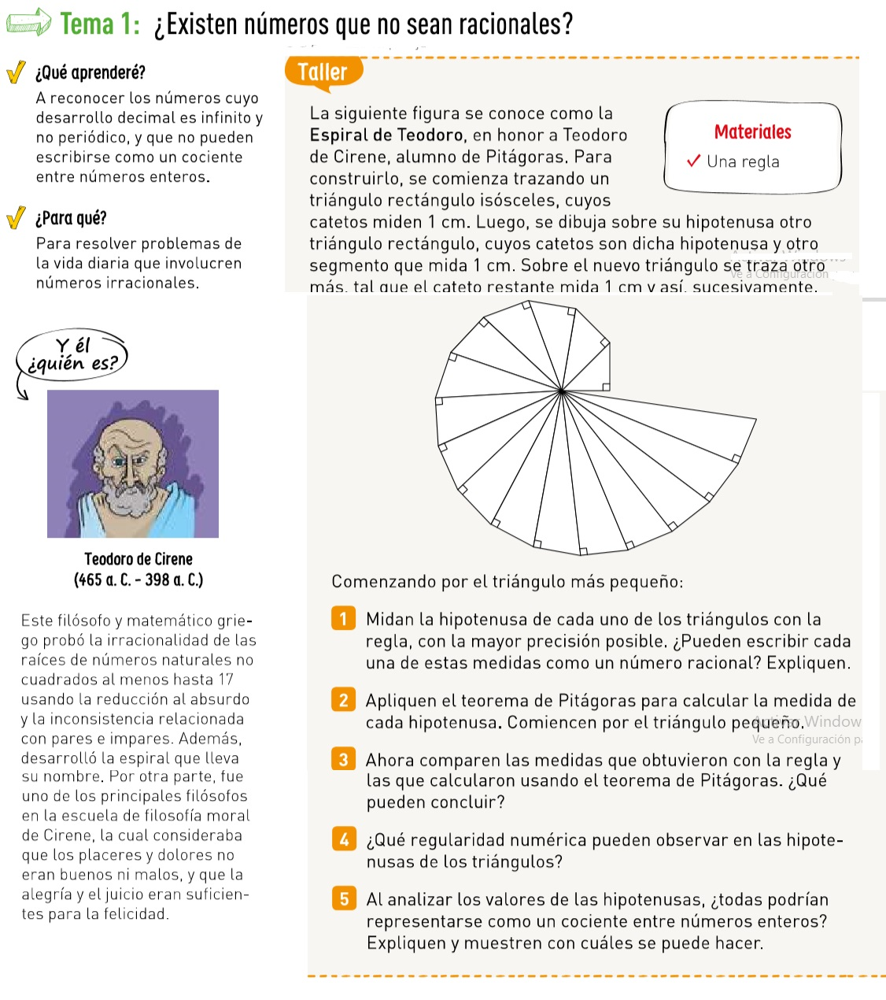 Tema 1: ¿Existen números que no sean racionales?
¿Qué aprenderé?
A reconocer los números cuyo
desarrollo decimal es infinito y
no periódico, y que no pueden
escribirse como un cociente
entre números enteros.
¿Para qué?
Para resolver problemas de
la vida diaria que involucren
números irracionales.
Y él
¿quién es?
Teodoro de Cirene
(465 a. C. - 398 a. C.)
Este filósofo y matemático grie-
go probó la irracionalidad de las
raíces de números naturales no
cuadrados al menos hasta 17
usando la reducción al absurdo
y la inconsistencia relacionada
con pares e impares. Además,
desarrolló la espiral que lleva
su nombre. Por otra parte, fue
uno de los principales filósofos
en la escuela de filosofía moral
de Cirene, la cual consideraba
que los placeres y dolores no
eran buenos ni malos, y que la
alegría y el juicio eran suficien-
tes para la felicidad.
Taller
La siguiente figura se conoce como la
Espiral de Teodoro, en honor a Teodoro
de Cirene, alumno de Pitágoras. Para
construirlo, se comienza trazando un
triángulo rectángulo isósceles, cuyos
catetos miden 1 cm. Luego, se dibuja sobre su hipotenusa otro
triángulo rectángulo, cuyos catetos son dicha hipotenusa y otro
segmento que mida 1 cm. Sobre el nuevo triángulo se traza otro
más, tal que el cateto restante mida 1 cm y así, sucesivamente.
Materiales
Una regla
Ve a Configuración
Comenzando por el triángulo más pequeño:
1 Midan la hipotenusa de cada uno de los triángulos con la
regla, con la mayor precisión posible. ¿Pueden escribir cada
una de estas medidas como un número racional? Expliquen.
2 Apliquen el teorema de Pitágoras para calcular la medida de
cada hipotenusa. Comiencen por el triángulo pequeño.
Activar Window
Ve a Configuración pa
3 Ahora comparen las medidas que obtuvieron con la regla y
las que calcularon usando el teorema de Pitágoras. ¿Qué
pueden concluir?
4 ¿Qué regularidad numérica pueden observar en las hipote-
nusas de los triángulos?
5 Al analizar los valores de las hipotenusas, ¿todas podrían
representarse como un cociente entre números enteros?
Expliquen y muestren con cuáles se puede hacer.